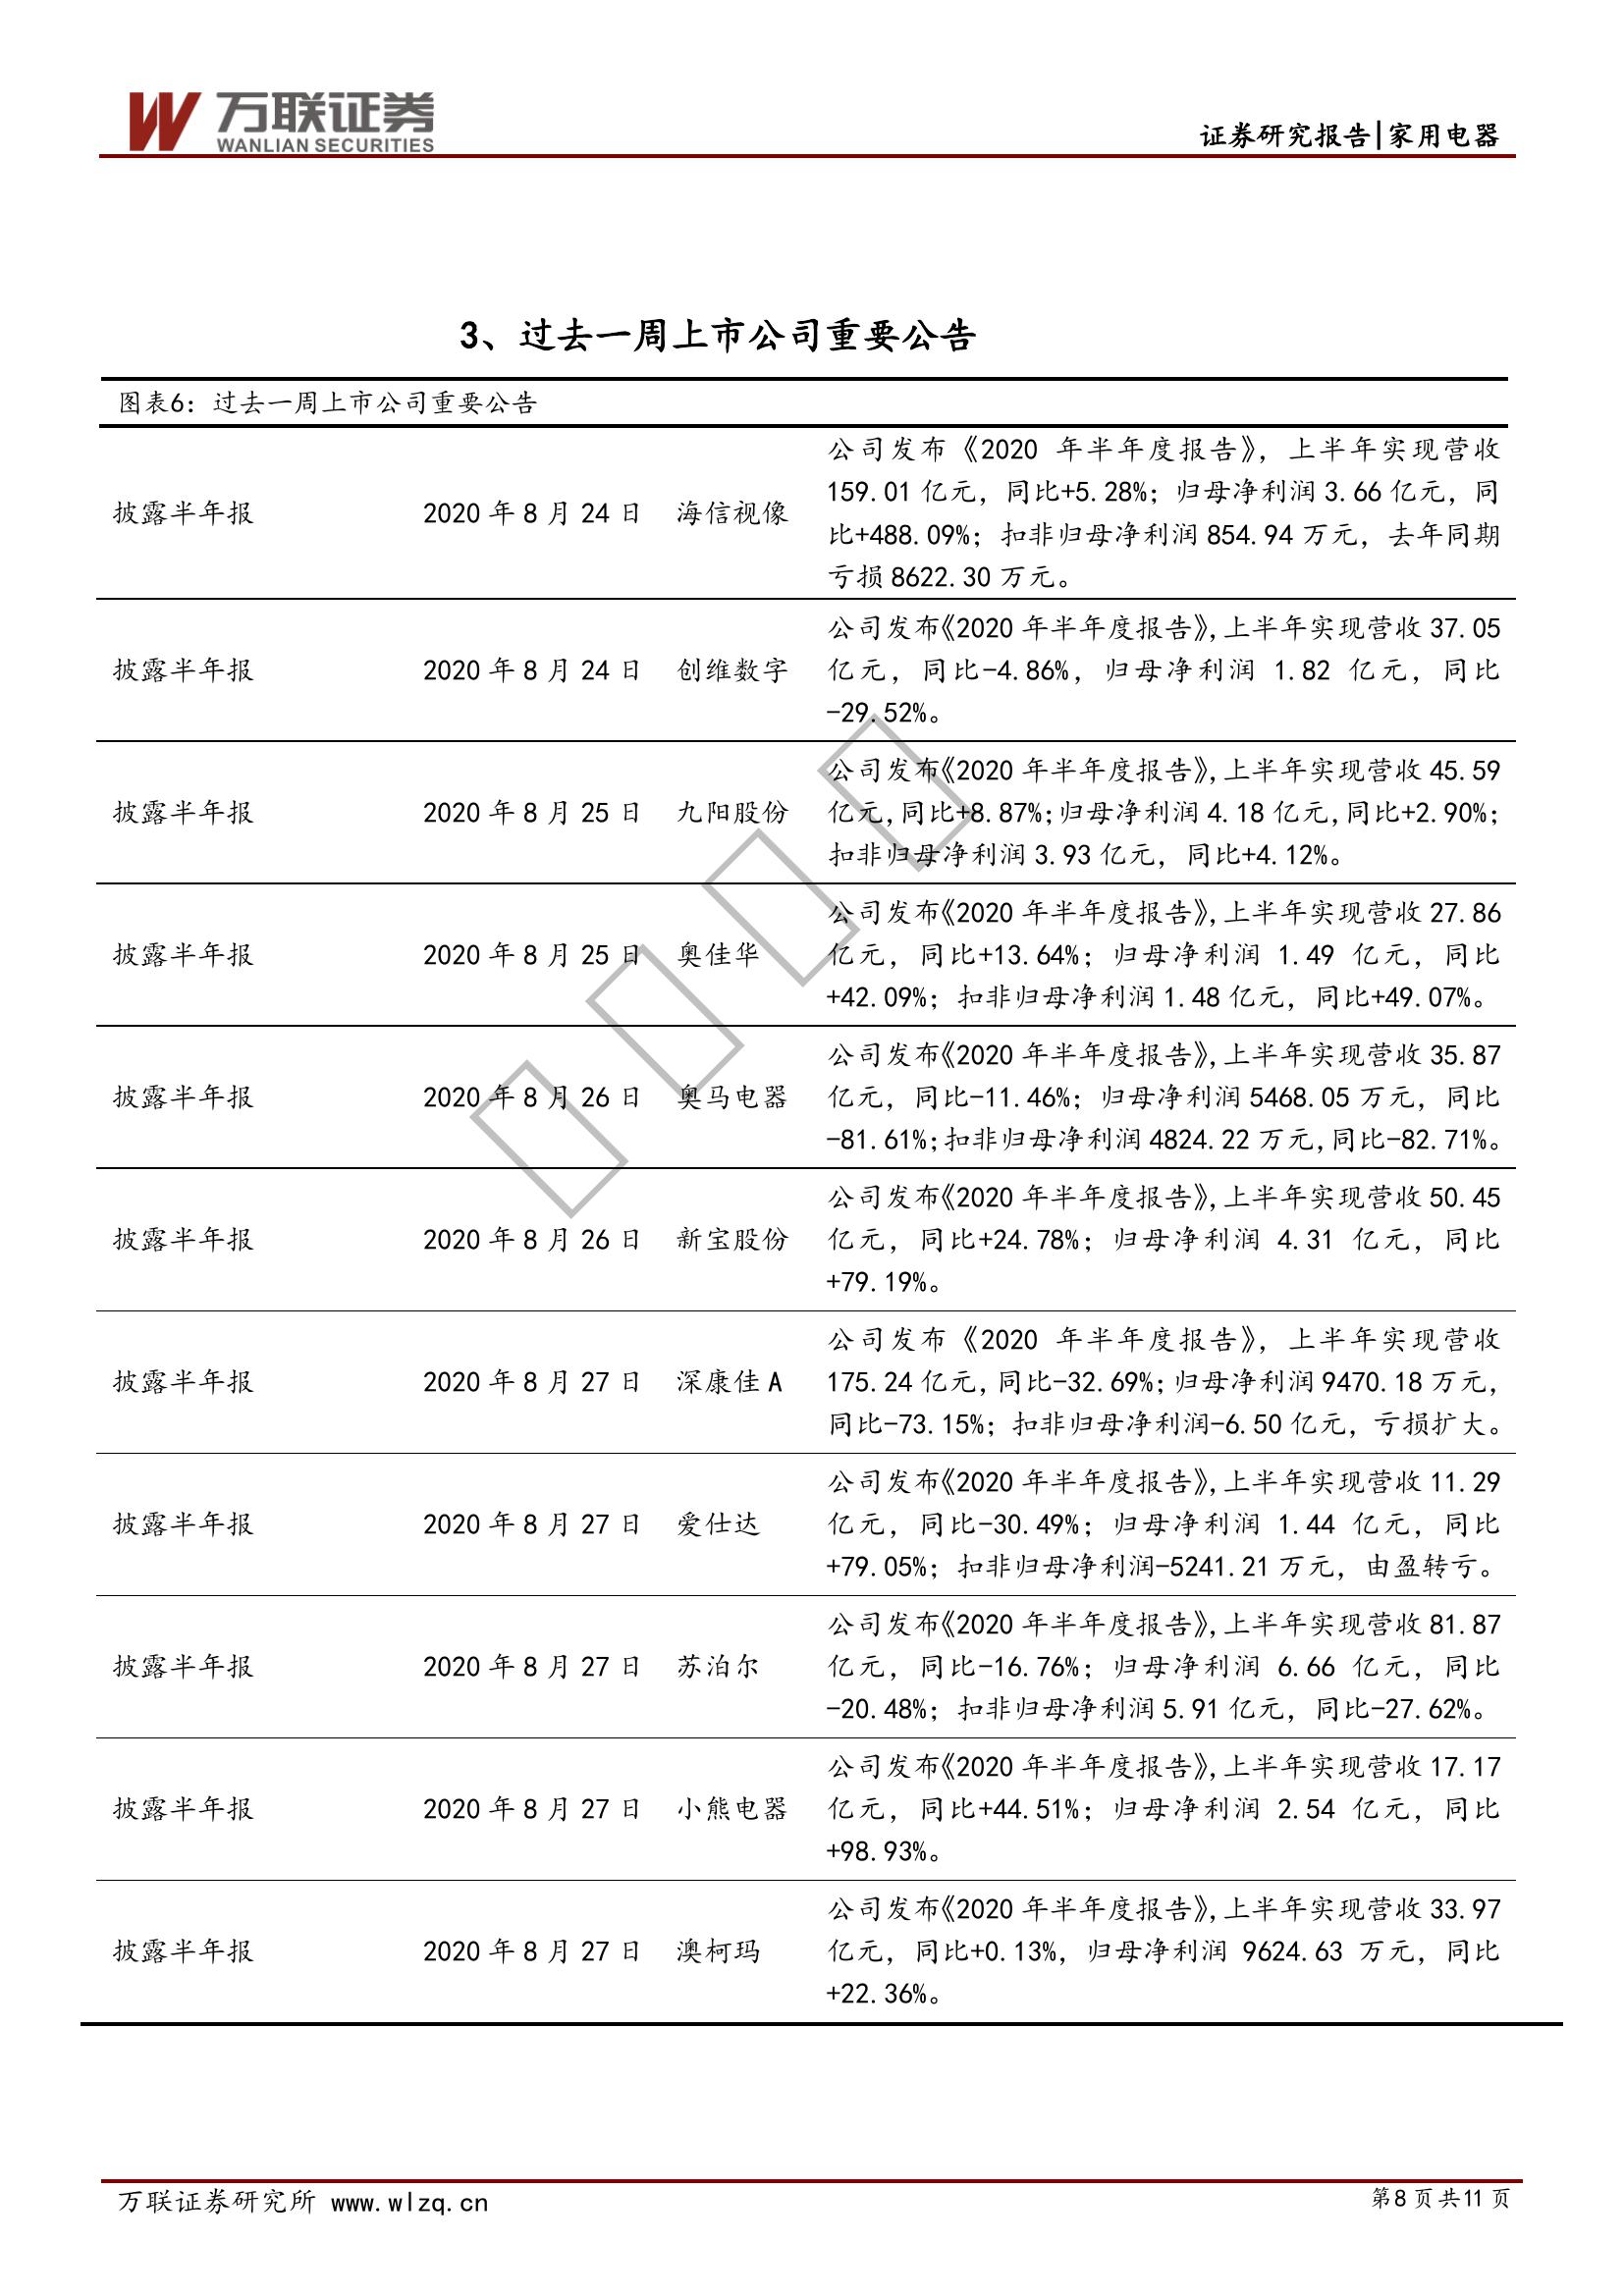 万联证券
WANLIAN SECURITIES
证券研究报告|家用电器
3、过去一周上市公司重要公告
图表6：过去一周上市公司重要公告
披露半年报 2020 年 8 月 24 日 海信视像
公司发布《2020 年半年度报告》，上半年实现营收
159.01 亿元，同比+5.28%；归母净利润 3.66 亿元，同
比+488.09%；扣非归母净利润 854.94 万元，去年同期
亏损 8622.30 万元。
披露半年报 2020 年 8 月 24 日 创维数字
公司发布《2020 年半年度报告》，上半年实现营收 37.05
亿元，同比-4.86%，归母净利润 1.82 亿元，同比
-29.52%。
披露半年报 2020 年 8 月 25 日 九阳股份
公司发布《2020 年半年度报告》，上半年实现营收 45.59
亿元，同比+8.87%；归母净利润 4.18 亿元，同比+2.90%；
扣非归母净利润 3.93 亿元，同比+4.12%。
披露半年报 2020 年 8 月 25 日 奥佳华
公司发布《2020 年半年度报告》，上半年实现营收 27.86
亿元，同比+13.64%；归母净利润 1.49 亿元，同比
+42.09%；扣非归母净利润 1.48 亿元，同比+49.07%。
披露半年报 2020 年 8 月 26 日 奥马电器
公司发布《2020 年半年度报告》，上半年实现营收 35.87
亿元，同比-11.46%；归母净利润 5468.05 万元，同比
-81.61%；扣非归母净利润 4824.22 万元，同比-82.71%。
披露半年报 2020 年 8 月 26 日 新宝股份
公司发布《2020 年半年度报告》，上半年实现营收 50.45
亿元，同比+24.78%；归母净利润 4.31 亿元，同比
+79.19%。
披露半年报 2020 年 8 月 27 日 深康佳 A
公司发布《2020 年半年度报告》，上半年实现营收
175.24 亿元，同比-32.69%；归母净利润 9470.18 万元，
同比-73.15%；扣非归母净利润-6.50 亿元，亏损扩大。
披露半年报 2020 年 8 月 27 日 爱仕达
公司发布《2020 年半年度报告》，上半年实现营收 11.29
亿元，同比-30.49%；归母净利润 1.44 亿元，同比
+79.05%；扣非归母净利润-5241.21 万元，由盈转亏。
披露半年报 2020 年 8 月 27 日 苏泊尔
公司发布《2020 年半年度报告》，上半年实现营收 81.87
亿元，同比-16.76%；归母净利润 6.66 亿元，同比
-20.48%；扣非归母净利润 5.91 亿元，同比-27.62%。
披露半年报 2020 年 8 月 27 日 小熊电器
公司发布《2020 年半年度报告》，上半年实现营收 17.17
亿元，同比+44.51%；归母净利润 2.54 亿元，同比
+98.93%。
披露半年报 2020 年 8 月 27 日 澳柯玛
公司发布《2020 年半年度报告》，上半年实现营收 33.97
亿元，同比+0.13%，归母净利润 9624.63 万元，同比
+22.36%。
万联证券研究所 www.wlzq.cn
第8 页 共11 页